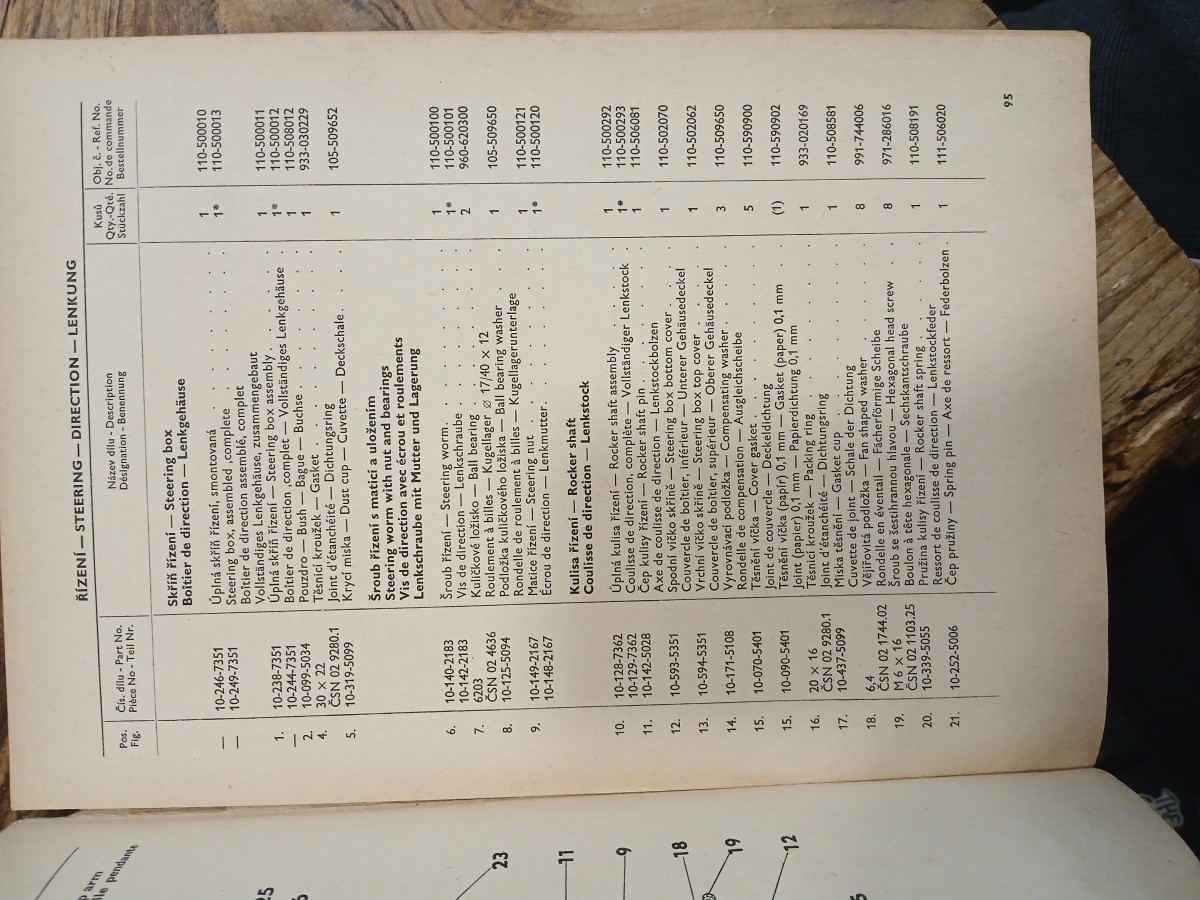 ŘÍZENÍ — STEERING — DIRECTION — LENKUNG
Pos. Fig. Čís. dílu - Part No. Pièce No - Teil Nr. Název dílu - Description Désignation - Benennung Kusů Qty.-Qté. Stückzahl Obj. č. - Ref. No. No. de commande Bestellnummer
Skříň řízení — Steering box
Boîtier de direction — Lenkgehäuse
— 10-246-7351 Úplná skříň řízení, smontovaná . . . . . . 1 110-500010
— 10-249-7351 Steering box, assembled ,complete . . . . . . 1* 110-500013
Boîtier de direction assemblé, complet
Vollständiges Lenkgehäuse, zusammengebaut
1. 10-238-7351 Úplná skříň řízení — Steering box assembly . . . . 1 110-500011
— 10-244-7351 Boîtier de direction ,complet — Vollständiges Lenkgehäuse . 1* 110-500012
2. 10-099-5034 Pouzdro — Bush — Bague — Buchse . . . . . 1 110-508012
4. 30 × 22 Těsnicí kroužek — Gasket . . . . . . . 1 933-030229
ČSN 02 9280.1 Joint d'étanchéité — Dichtungsring
5. 10-319-5099 Krycí miska — Dust cup — Cuvette — Deckschale . . . 1 105-509652
Šroub řízení s maticí a uložením
Steering worm with nut and bearings
Vis de direction avec écrou et roulements
Lenkschraube mit Mutter und Lagerung
6. 10-140-2183 Šroub řízení — Steering worm . . . . . . 1 110-500100
10-142-2183 Vis de direction — Lenkschraube . . . . . . 1* 110-500101
7. 6203 Kuličkové ložisko — Ball bearing . . . . . . 2 960-620300
ČSN 02 4636 Roulement à billes — Kugellager ⌀ 17/40 × 12
8. 10-125-5094 Podložka kuličkového ložiska — Ball bearing washer . . 1 105-509650
Rondelle de roulement à billes — Kugellagerunterlage
9. 10-149-2167 Matice řízení — Steering nut . . . . . . 1 110-500121
10-148-2167 Écrou de direction — Lenkmutter . . . . . . 1* 110-500120
Kulisa řízení — Rocker shaft
Coulisse de direction — Lenkstock
10. 10-128-7362 Úplná kulisa řízení — Rocker shaft assembly . . . . 1 110-500292
10-129-7362 Coulisse de direction, complète — Vollständiger Lenkstock . 1* 110-500293
11. 10-142-5028 Čep kulisy řízení — Rocker shaft pin . . . . . 1 110-506081
Axe de coulisse de direction — Lenkstockbolzen
12. 10-593-5351 Spodní víčko skříně — Steering box bottom cover . . . 1 110-502070
Couvercle de boîtier, inférieur — Unterer Gehäusedeckel
13. 10-594-5351 Vrchní víčko skříně — Steering box top cover . . . . 1 110-502062
Couvercle de boîtier, supérieur — Oberer Gehäusedeckel
14. 10-171-5108 Vyrovnávací podložka — Compensating washer . . . 3 110-509650
Rondelle de compensation — Ausgleichscheibe
15. 10-070-5401 Těsnění víčka — Cover gasket . . . . . . 5 110-590900
Joint de couvercle — Deckeldichtung
15. 10-090-5401 Těsnění víčka (papír) 0,1 mm — Gasket (paper) 0,1 mm (1) 110-590902
Joint (papier) 0,1 mm — Papierdichtung 0,1 mm
16. 20 × 16 Těsnicí kroužek — Packing ring . . . . . . 1 933-020169
ČSN 02 9280.1 Joint d'étanchéité — Dichtungsring
17. 10-437-5099 Miska těsnění — Gasket cup . . . . . . 1 110-508581
Cuvette de joint — Schale der Dichtung
18. 6,4 Vějířovitá podložka — Fan shaped washer . . . . 8 991-744006
ČSN 02 1744.02 Rondelle en éventail — Fächerförmige Scheibe
19. M 6 × 16 Šroub se šestihrannou hlavou — Hexagonal head screw . 8 971-286016
ČSN 02 1103.25 Boulon à tête hexagonale — Sechskantschraube
20. 10-339-5055 Pružina kulisy řízení — Rocker shaft spring . . . . 1 110-508191
Ressort de coulisse de direction — Lenkstockfeder
21. 10-252-5006 Čep pružiny — Spring pin — Axe de ressort — Federbolzen . 1 111-506020
95
arm
pendante
23
11
9
18
19
12